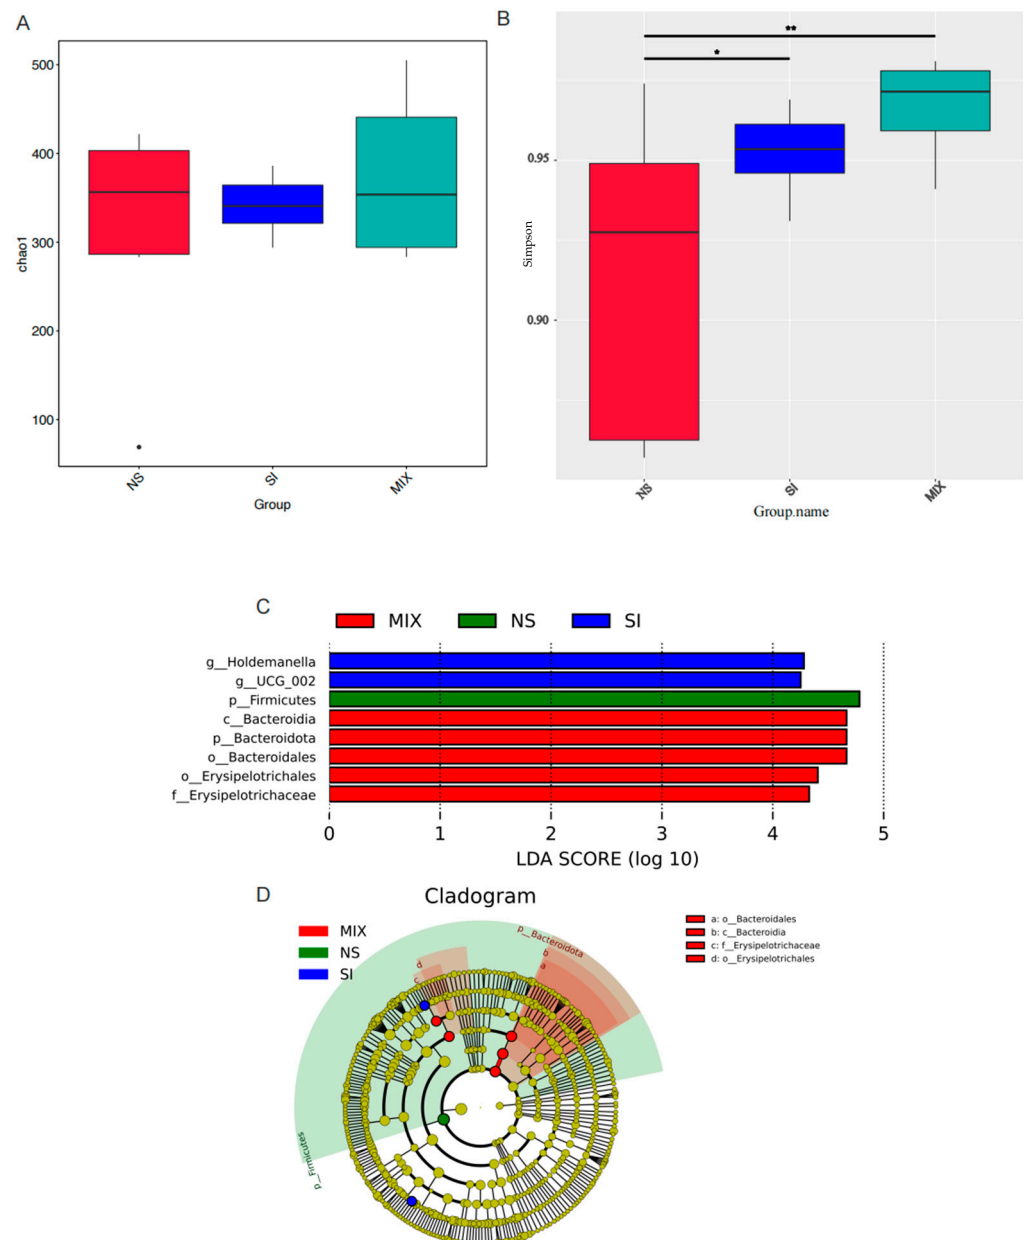 A
500
400
300
200
100
chao1
NS
SI
MIX
Group
B
**
*
0.95
0.90
Simpson
NS
SI
MIX
Group.name
C
MIX NS SI
g__Holdemanella
g__UCG_002
p__Firmicutes
c__Bacteroidia
p__Bacteroidota
o__Bacteroidales
o__Erysipelotrichales
f__Erysipelotrichaceae
0 1 2 3 4 5
LDA SCORE (log 10)
D
Cladogram
MIX
NS
SI
p__Bacteroidota
b
a
d
c
p__Firmicutes
a: o__Bacteroidales
b: c__Bacteroidia
c: f__Erysipelotrichaceae
d: o__Erysipelotrichales